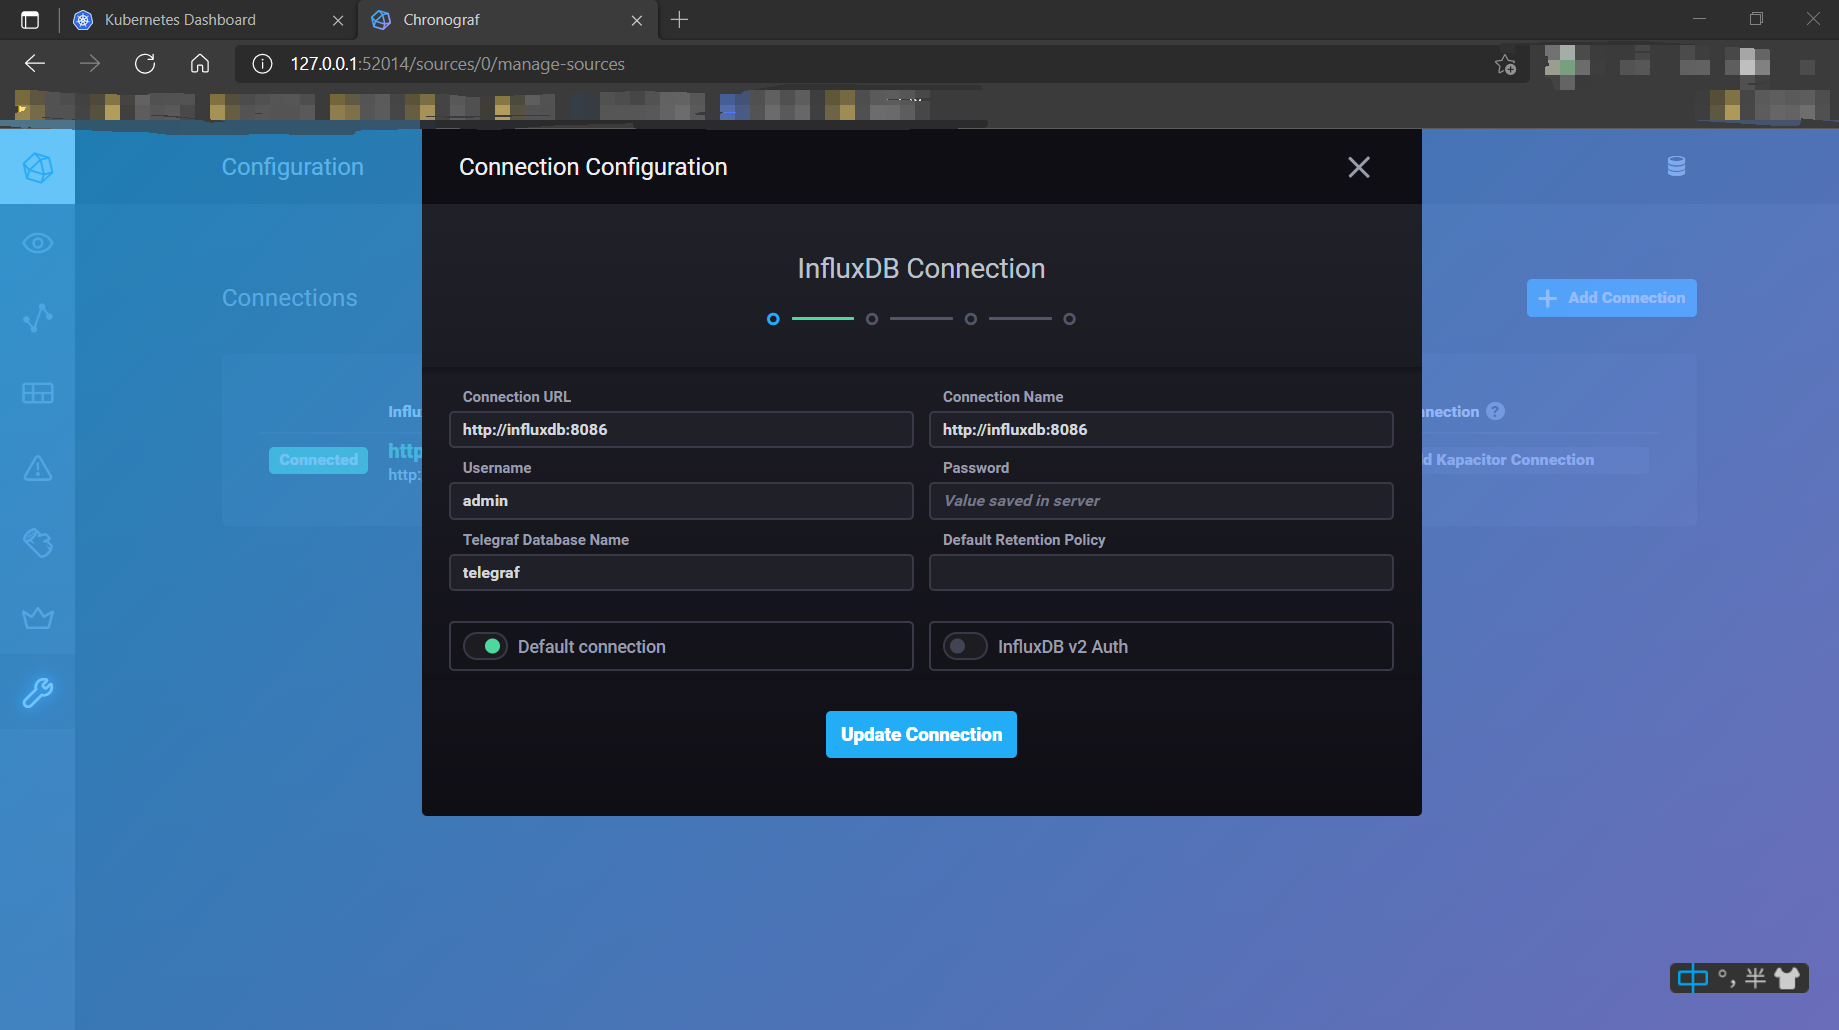 Kubernetes Dashboard
Chronograf
127.0.0.1:52014/sources/0/manage-sources
Configuration
Connection Configuration
InfluxDB Connection
Connections
Add Connection
Connection URL
Connection Name
http://influxdb:8086
http://influxdb:8086
Influ
nnection ?
Connected
http
http:
d Kapacitor Connection
Username
Password
admin
Value saved in server
Telegraf Database Name
Default Retention Policy
telegraf
Default connection
InfluxDB v2 Auth
Update Connection
中 °, 半